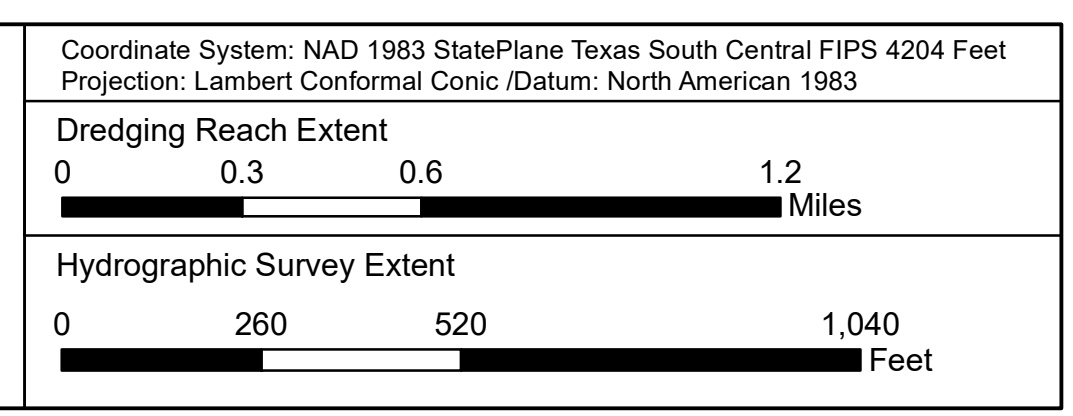 Coordinate System: NAD 1983 StatePlane Texas South Central FIPS 4204 Feet
Projection: Lambert Conformal Conic /Datum: North American 1983
Dredging Reach Extent
0 0.3 0.6 1.2
Miles
Hydrographic Survey Extent
0 260 520 1,040
Feet